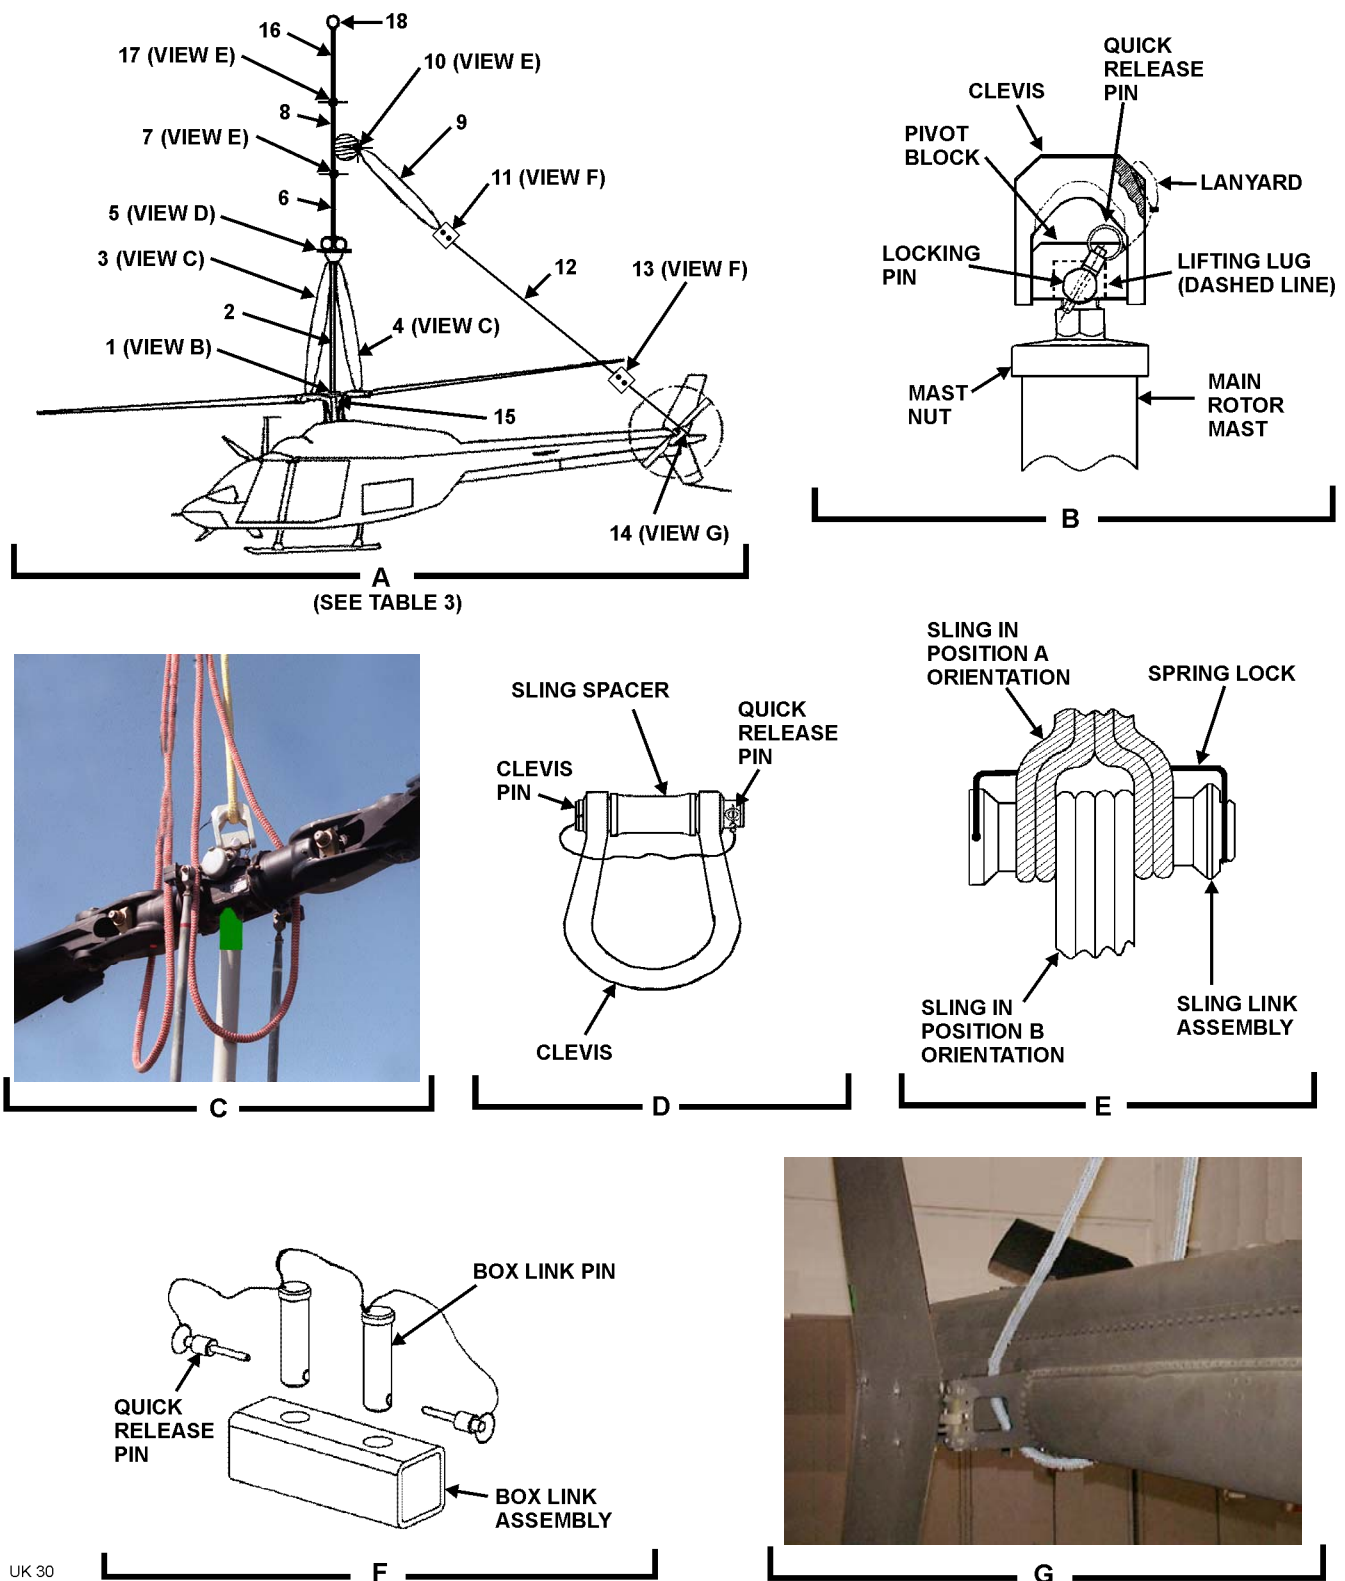 16
18
17 (VIEW E)
10 (VIEW E)
8
9
7 (VIEW E)
11 (VIEW F)
6
5 (VIEW D)
3 (VIEW C)
12
13 (VIEW F)
2
4 (VIEW C)
1 (VIEW B)
15
14 (VIEW G)
A
(SEE TABLE 3)
QUICK
RELEASE
PIN
CLEVIS
PIVOT
BLOCK
LANYARD
LOCKING
PIN
LIFTING LUG
(DASHED LINE)
MAST
NUT
MAIN
ROTOR
MAST
B
C
SLING SPACER
QUICK
RELEASE
PIN
CLEVIS
PIN
CLEVIS
D
SLING IN
POSITION A
ORIENTATION
SPRING LOCK
SLING IN
POSITION B
ORIENTATION
SLING LINK
ASSEMBLY
E
BOX LINK PIN
QUICK
RELEASE
PIN
BOX LINK
ASSEMBLY
F
G
UK 30